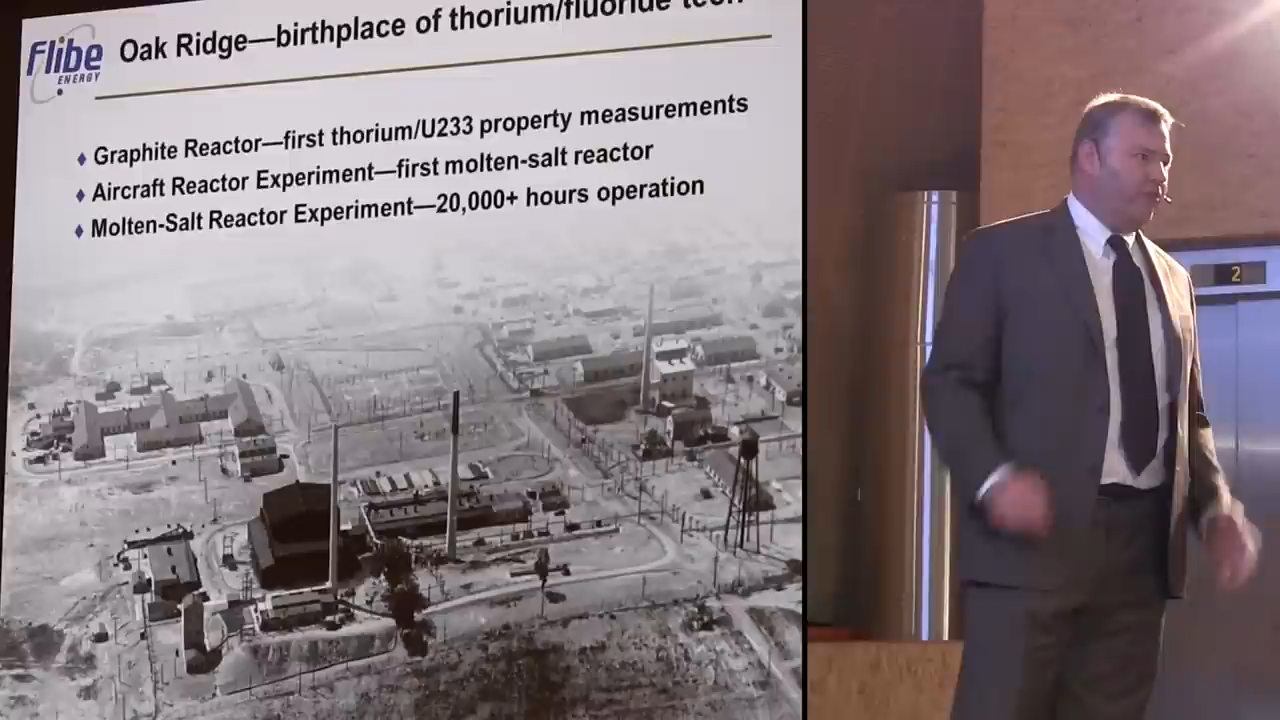 Flibe
ENERGY
Oak Ridge—birthplace of thorium/fluoride tech
♦ Graphite Reactor—first thorium/U233 property measurements
♦ Aircraft Reactor Experiment—first molten-salt reactor
♦ Molten-Salt Reactor Experiment—20,000+ hours operation
2